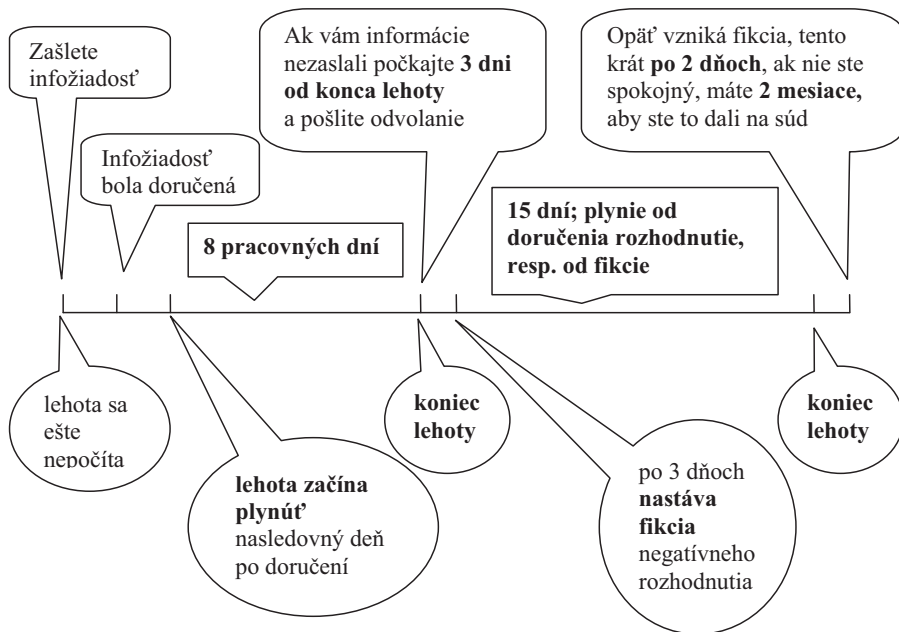 Zašlete
infožiadosť
Infožiadosť
bola doručená
Ak vám informácie
nezaslali počkajte 3 dni
od konca lehoty
a pošlite odvolanie
Opäť vzniká fikcia, tento
krát po 2 dňoch, ak nie ste
spokojný, máte 2 mesiace,
aby ste to dali na súd
8 pracovných dní
15 dní; plynie od
doručenia rozhodnutie,
resp. od fikcie
lehota sa
ešte
nepočíta
lehota začína
plynúť
nasledovný deň
po doručení
koniec
lehoty
po 3 dňoch
nastáva
fikcia
negatívneho
rozhodnutia
koniec
lehoty